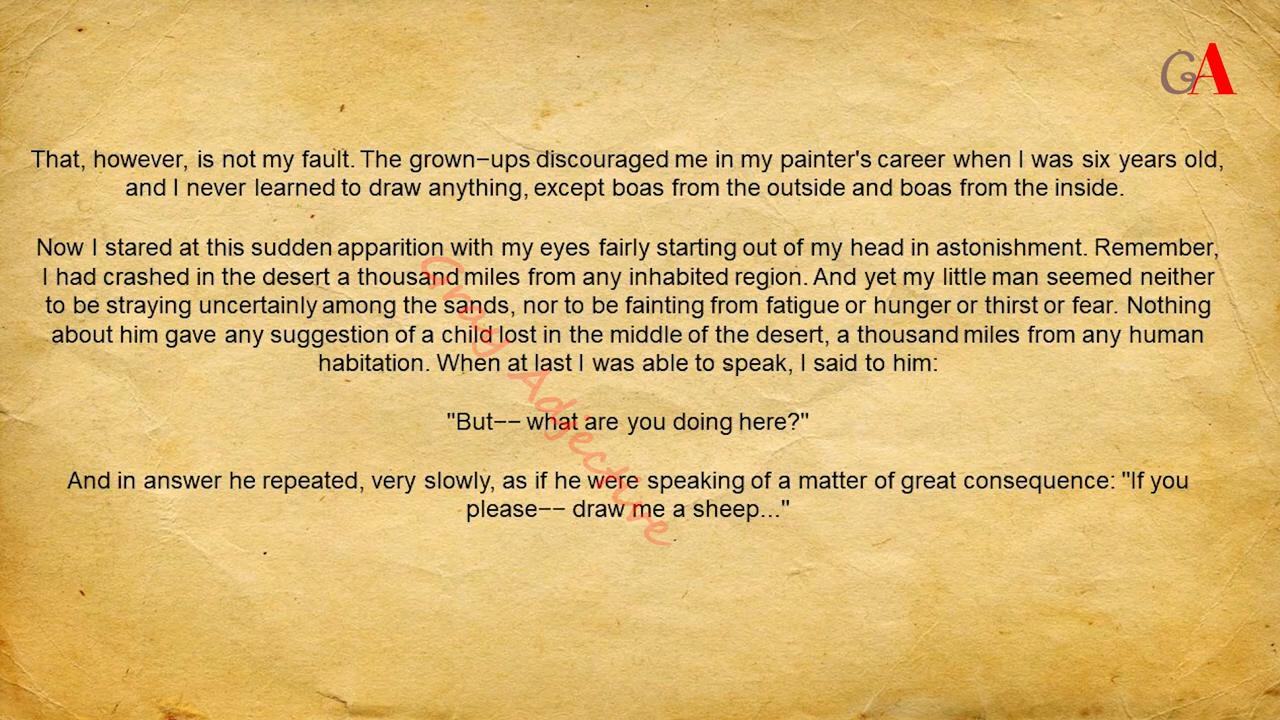 GA
That, however, is not my fault. The grown–ups discouraged me in my painter's career when I was six years old,
and I never learned to draw anything, except boas from the outside and boas from the inside.
Now I stared at this sudden apparition with my eyes fairly starting out of my head in astonishment. Remember,
I had crashed in the desert a thousand miles from any inhabited region. And yet my little man seemed neither
to be straying uncertainly among the sands, nor to be fainting from fatigue or hunger or thirst or fear. Nothing
about him gave any suggestion of a child lost in the middle of the desert, a thousand miles from any human
habitation. When at last I was able to speak, I said to him:
"But–– what are you doing here?"
And in answer he repeated, very slowly, as if he were speaking of a matter of great consequence: "If you
please–– draw me a sheep..."
Grey Adjective